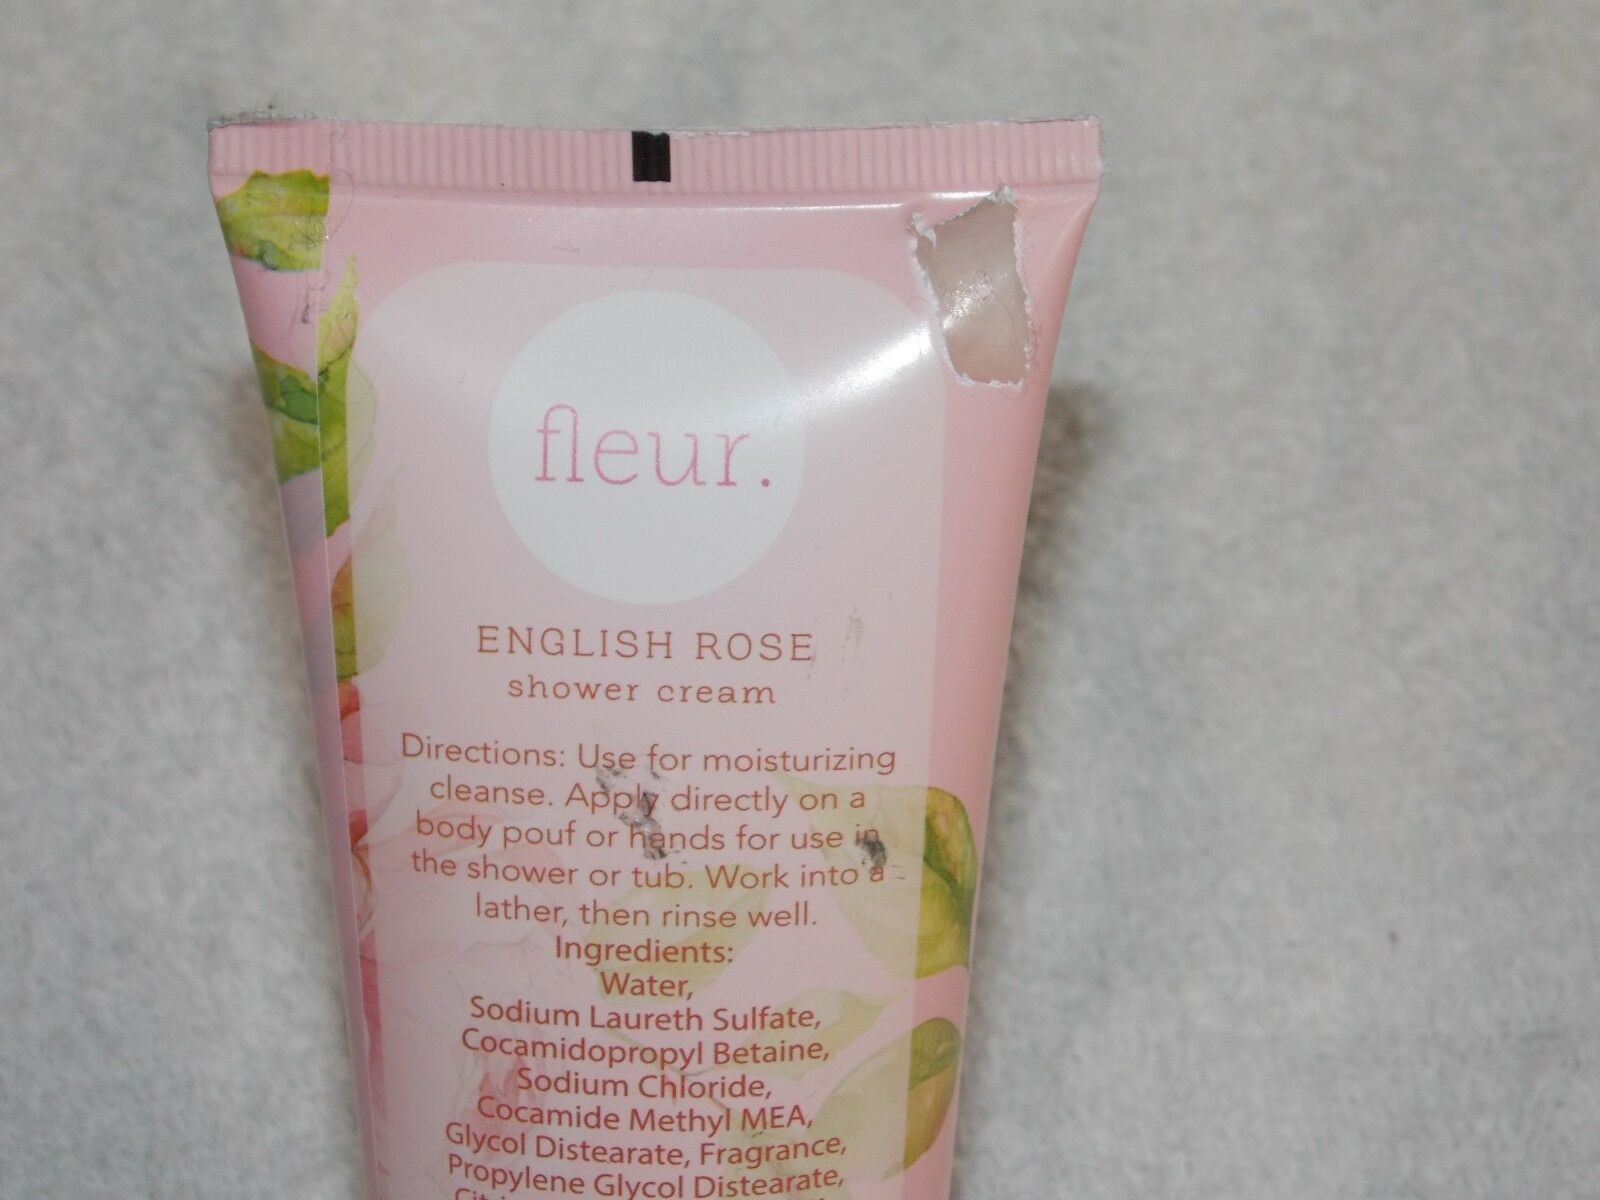 fleur.
ENGLISH ROSE
shower cream
Directions: Use for moisturizing
cleanse. Apply directly on a
body pouf or hands for use in
the shower or tub. Work into a
lather, then rinse well.
Ingredients:
Water,
Sodium Laureth Sulfate,
Cocamidopropyl Betaine,
Sodium Chloride,
Cocamide Methyl MEA,
Glycol Distearate, Fragrance,
Propylene Glycol Distearate,